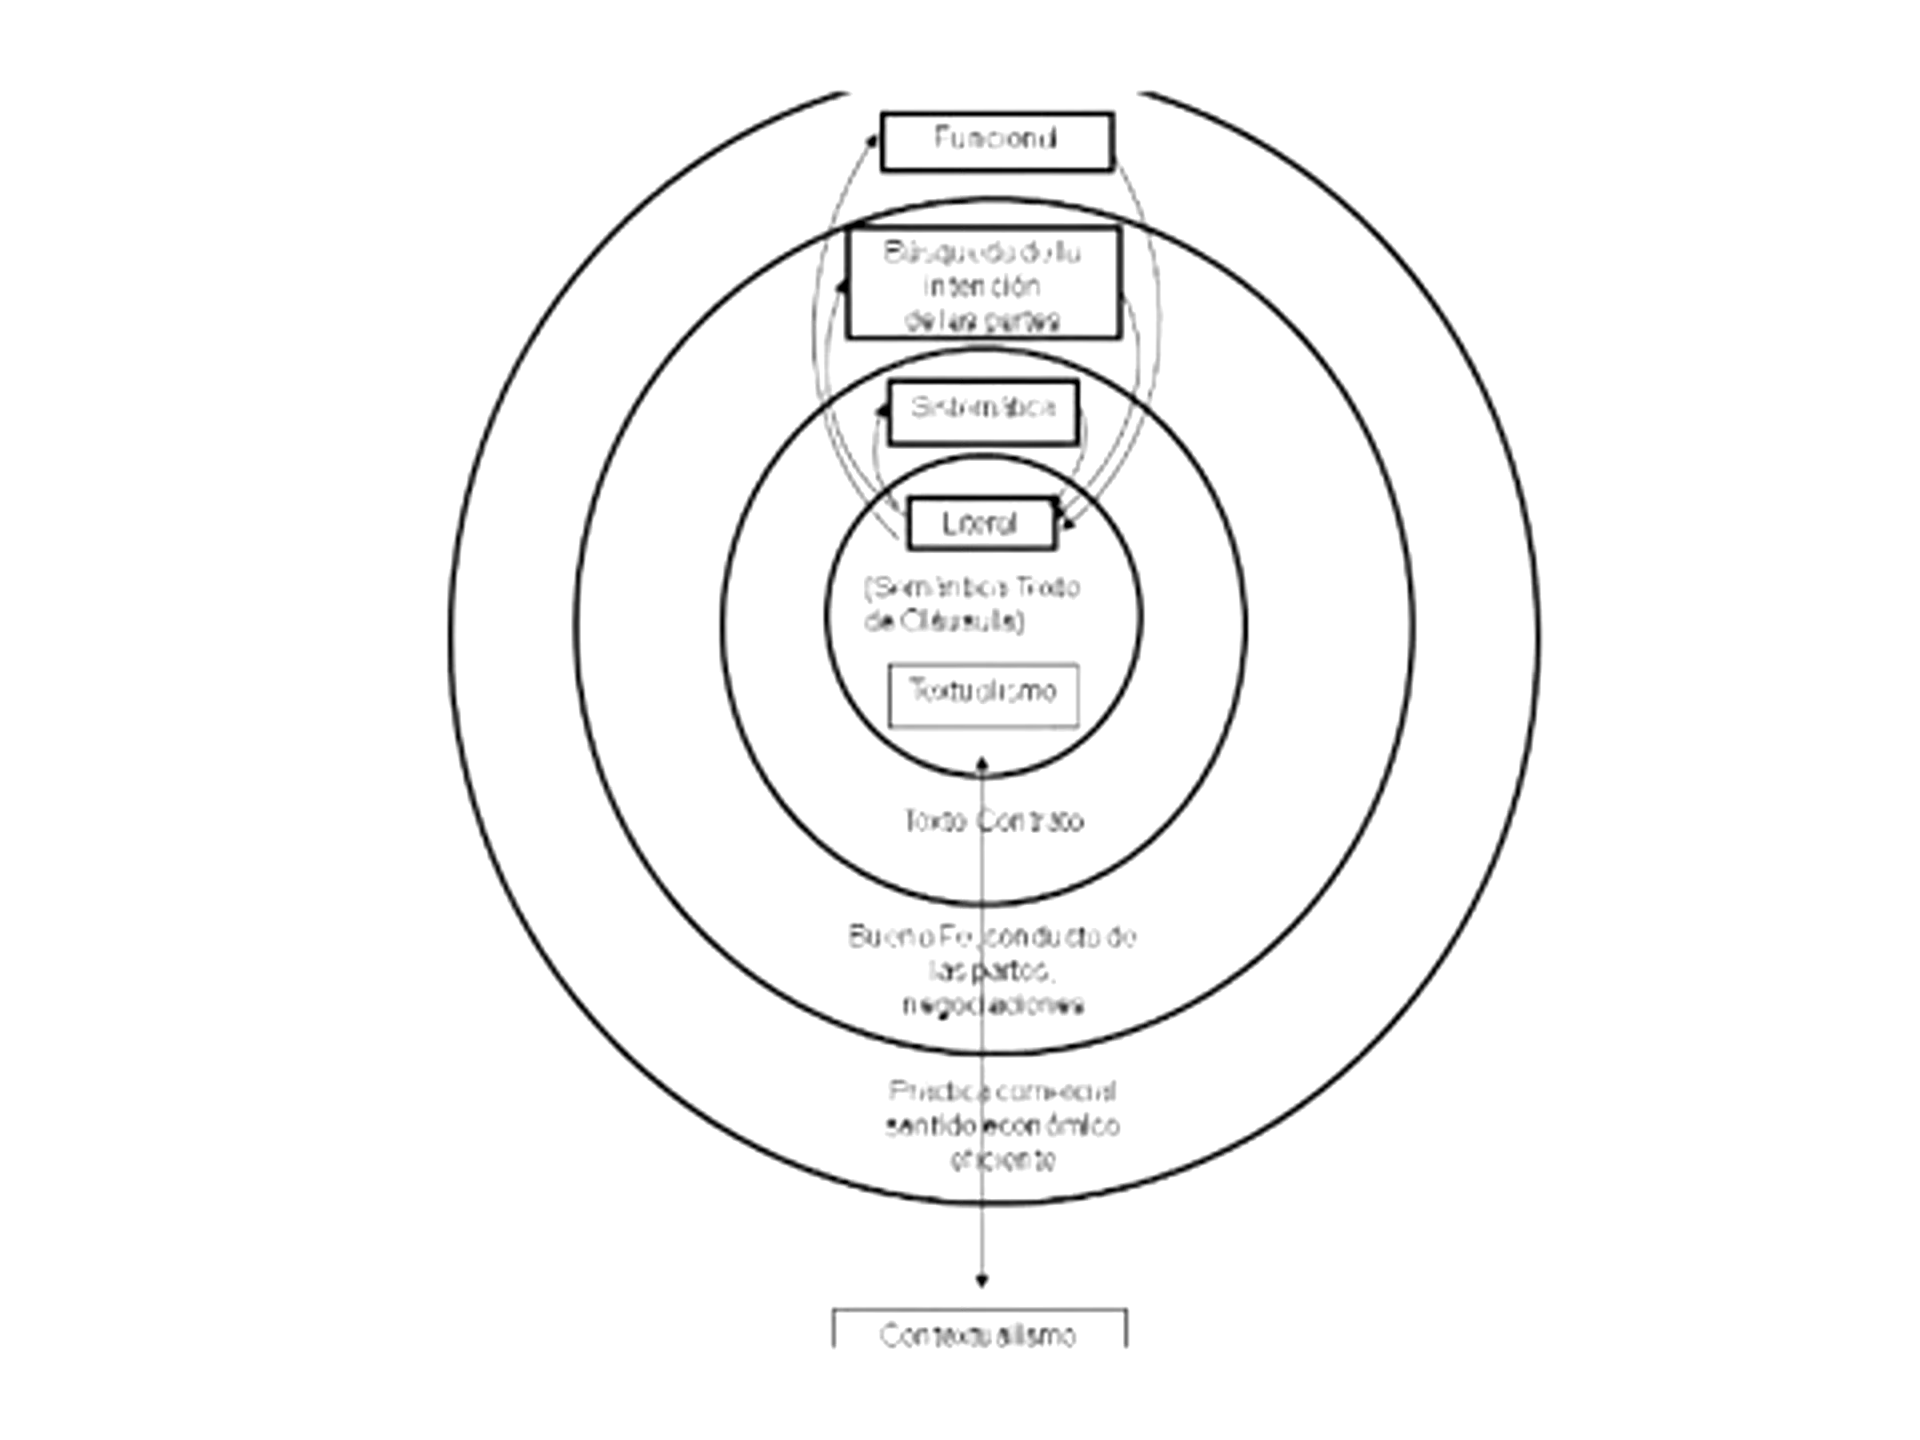 Funcional
Búsqueda de la
intención
de las partes
Sistemática
Literal
(Semántica Texto
de Cláusula)
Textualismo
Texto Contrato
Buena Fe, conducta de
las partes,
negociaciones
Practica comercial
sentido económico
eficiente
Contextualismo